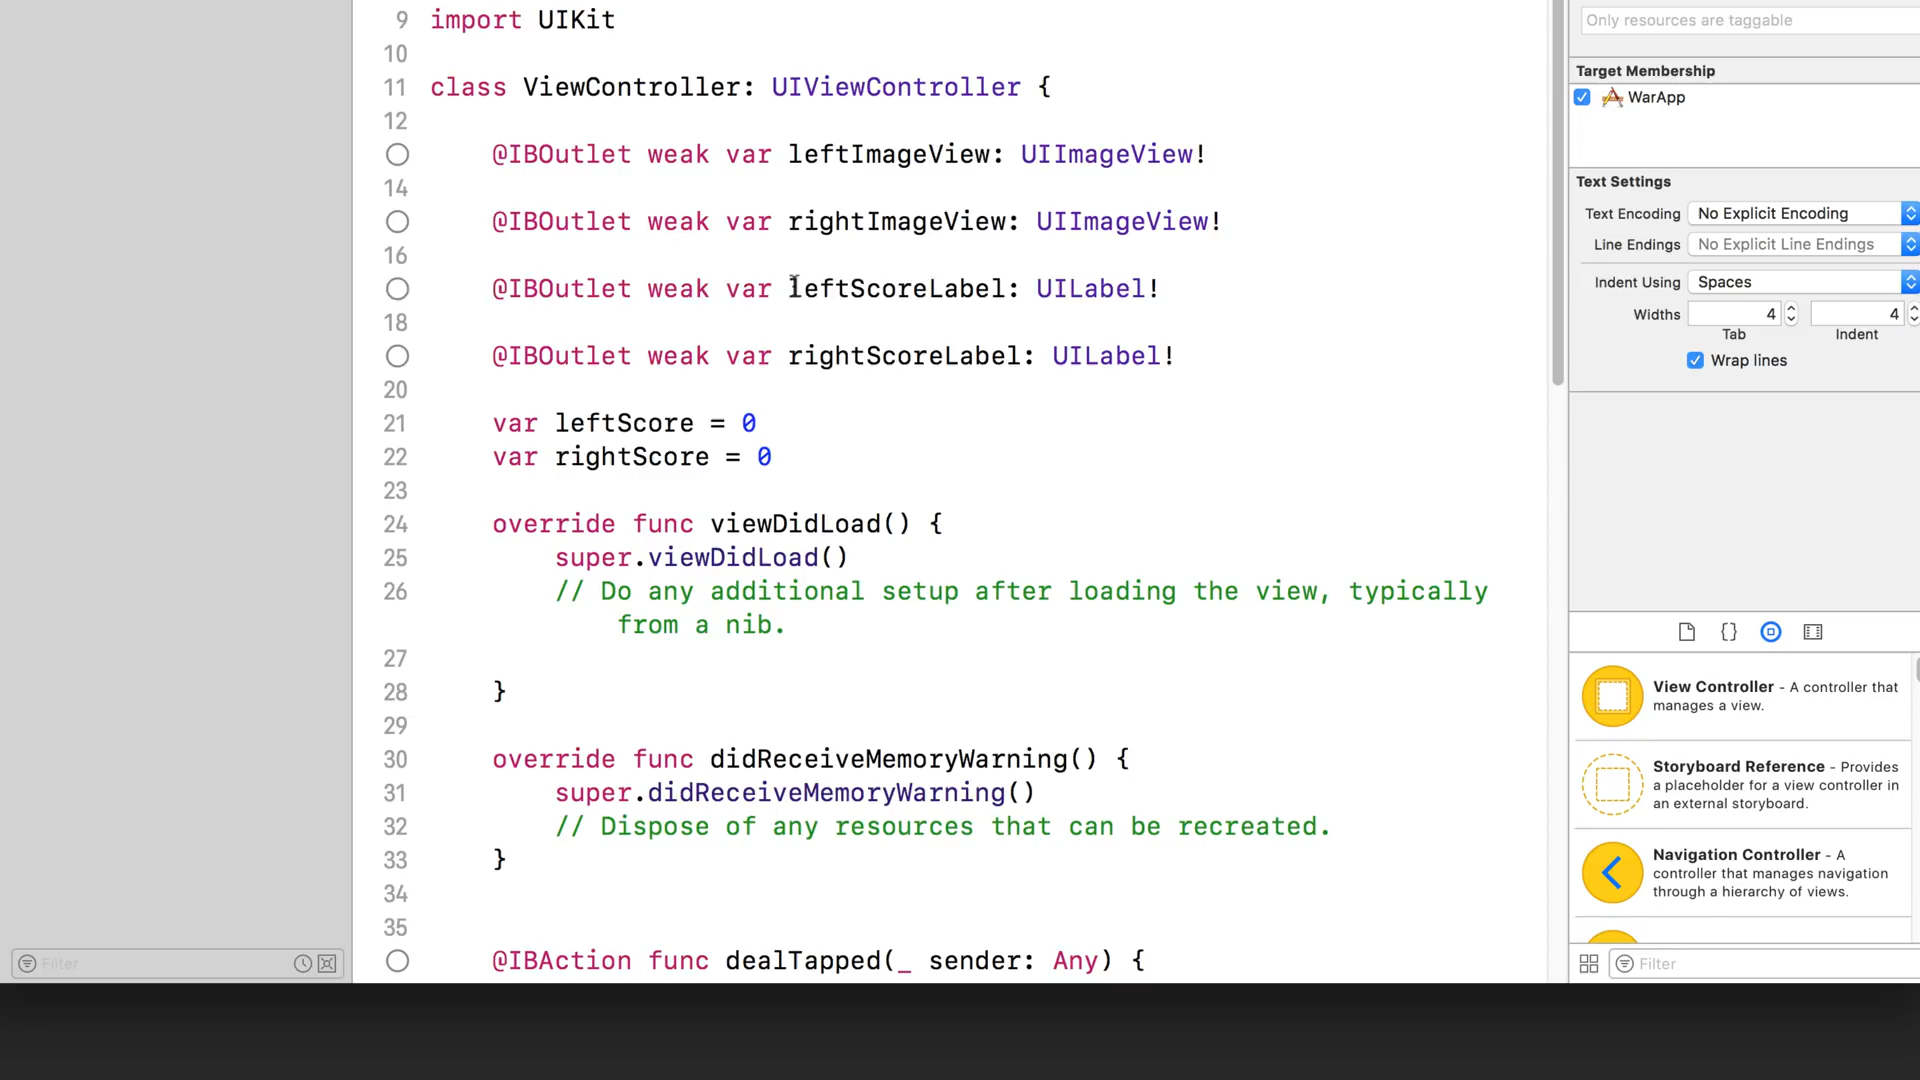 9 import UIKit
10
11 class ViewController: UIViewController {
12
@IBOutlet weak var leftImageView: UIImageView!
14
@IBOutlet weak var rightImageView: UIImageView!
16
@IBOutlet weak var leftScoreLabel: UILabel!
18
@IBOutlet weak var rightScoreLabel: UILabel!
20
21 var leftScore = 0
22 var rightScore = 0
23
24 override func viewDidLoad() {
25 super.viewDidLoad()
26 // Do any additional setup after loading the view, typically
from a nib.
27
28 }
29
30 override func didReceiveMemoryWarning() {
31 super.didReceiveMemoryWarning()
32 // Dispose of any resources that can be recreated.
33 }
34
35
@IBAction func dealTapped(_ sender: Any) {
Filter
Only resources are taggable
Target Membership
WarApp
Text Settings
Text Encoding No Explicit Encoding
Line Endings No Explicit Line Endings
Indent Using Spaces
Widths 4 4
Tab Indent
Wrap lines
{}
View Controller - A controller that
manages a view.
Storyboard Reference - Provides
a placeholder for a view controller in
an external storyboard.
Navigation Controller - A
controller that manages navigation
through a hierarchy of views.
Filter